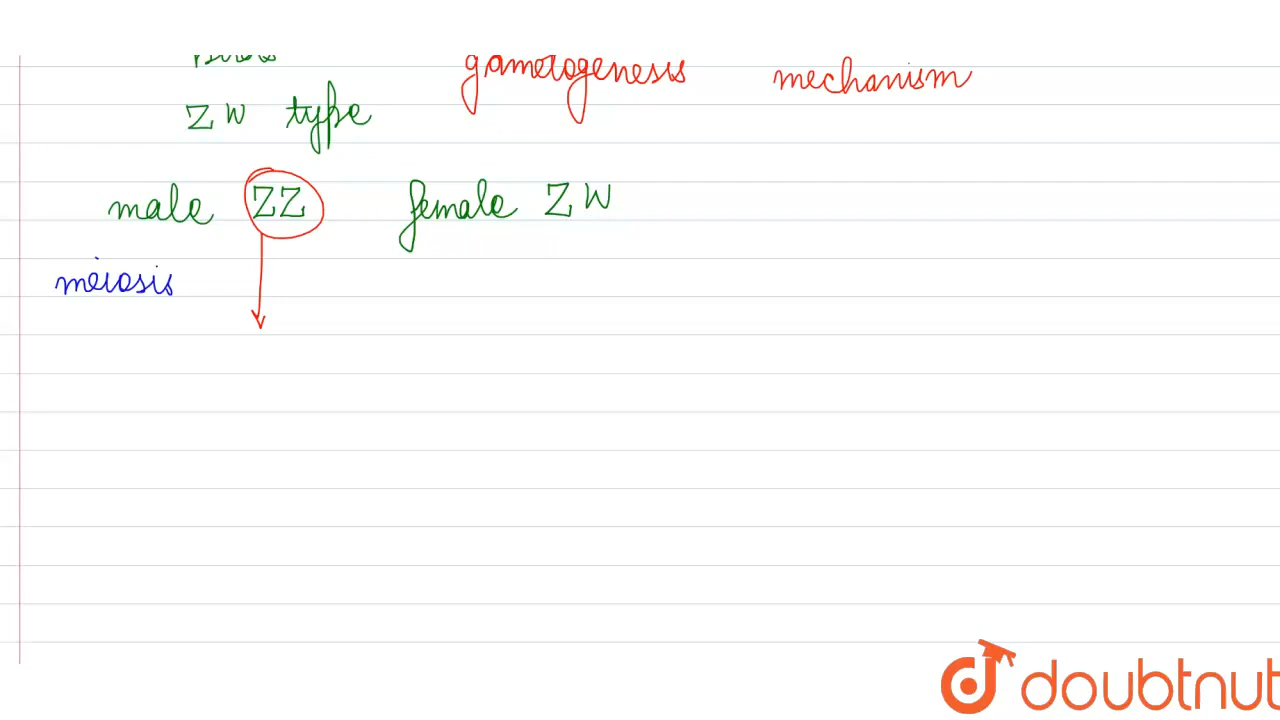 gametogenesis mechanism
ZW type
male ZZ female ZW
meiosis
doubtnut